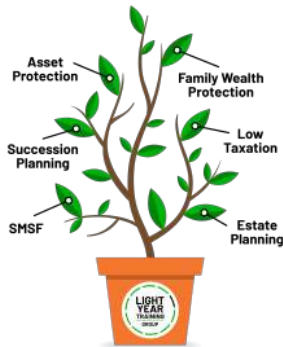 Asset
Protection
Family Wealth
Protection
Succession
Planning
Low
Taxation
SMSF
Estate
Planning
LIGHT
YEAR
TRAINING
GROUP